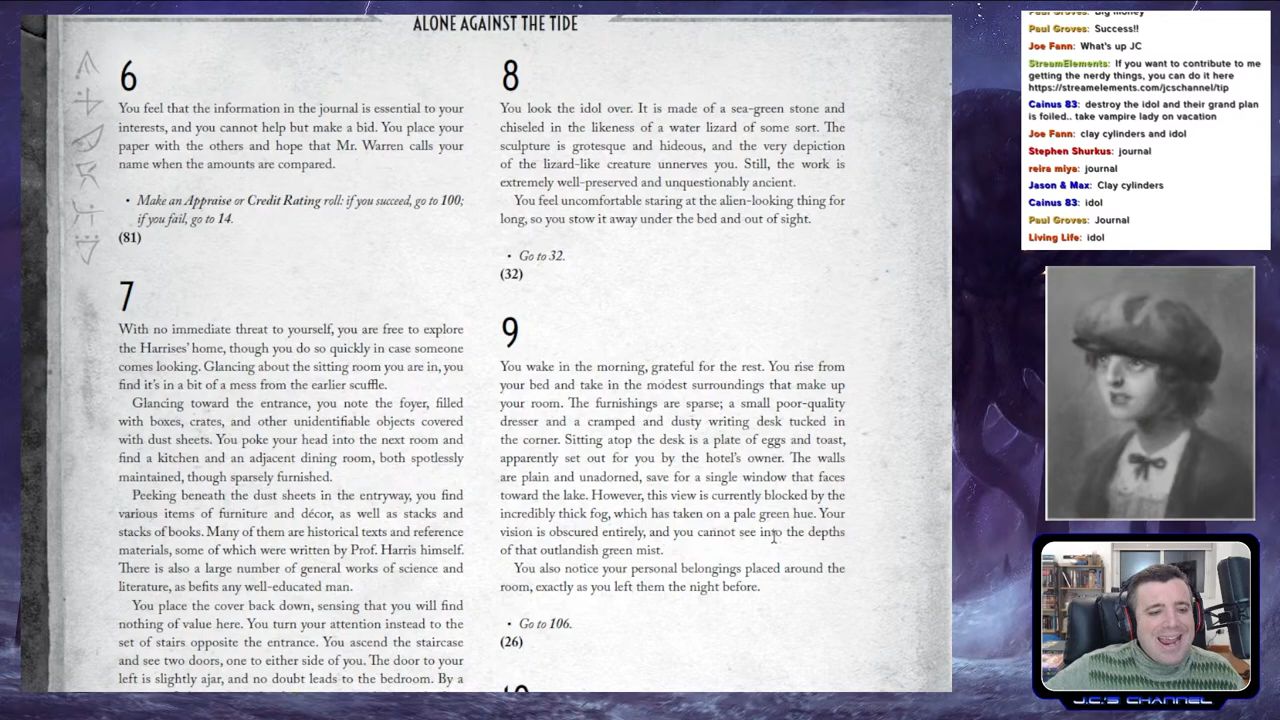 ALONE AGAINST THE TIDE
6
You feel that the information in the journal is essential to your
interests, and you cannot help but make a bid. You place your
paper with the others and hope that Mr. Warren calls your
name when the amounts are compared.
• Make an Appraise or Credit Rating roll: if you succeed, go to 100;
if you fail, go to 14.
(81)
7
With no immediate threat to yourself, you are free to explore
the Harrises' home, though you do so quickly in case someone
comes looking. Glancing about the sitting room you are in, you
find it's in a bit of a mess from the earlier scuffle.
Glancing toward the entrance, you note the foyer, filled
with boxes, crates, and other unidentifiable objects covered
with dust sheets. You poke your head into the next room and
find a kitchen and an adjacent dining room, both spotlessly
maintained, though sparsely furnished.
Peeking beneath the dust sheets in the entryway, you find
various items of furniture and décor, as well as stacks and
stacks of books. Many of them are historical texts and reference
materials, some of which were written by Prof. Harris himself.
There is also a large number of general works of science and
literature, as befits any well-educated man.
You place the cover back down, sensing that you will find
nothing of value here. You turn your attention instead to the
set of stairs opposite the entrance. You ascend the staircase
and see two doors, one to either side of you. The door to your
left is slightly ajar, and no doubt leads to the bedroom. By a
8
You look the idol over. It is made of a sea-green stone and
chiseled in the likeness of a water lizard of some sort. The
sculpture is grotesque and hideous, and the very depiction
of the lizard-like creature unnerves you. Still, the work is
extremely well-preserved and unquestionably ancient.
You feel uncomfortable staring at the alien-looking thing for
long, so you stow it away under the bed and out of sight.
• Go to 32.
(32)
9
You wake in the morning, grateful for the rest. You rise from
your bed and take in the modest surroundings that make up
your room. The furnishings are sparse; a small poor-quality
dresser and a cramped and dusty writing desk tucked in
the corner. Sitting atop the desk is a plate of eggs and toast,
apparently set out for you by the hotel's owner. The walls
are plain and unadorned, save for a single window that faces
toward the lake. However, this view is currently blocked by the
incredibly thick fog, which has taken on a pale green hue. Your
vision is obscured entirely, and you cannot see into the depths
of that outlandish green mist.
You also notice your personal belongings placed around the
room, exactly as you left them the night before.
• Go to 106.
(26)
Paul Groves: Big money
Paul Groves: Success!!
Joe Fann: What's up JC
StreamElements: If you want to contribute to me
getting the nerdy things, you can do it here
https://streamelements.com/jcschannel/tip
Cainus 83: destroy the idol and their grand plan
is foiled.. take vampire lady on vacation
Joe Fann: clay cylinders and idol
Stephen Shurkus: journal
reira miya: journal
Jason & Max: Clay cylinders
Cainus 83: idol
Paul Groves: Journal
Living Life: idol
J.C.'S CHANNEL